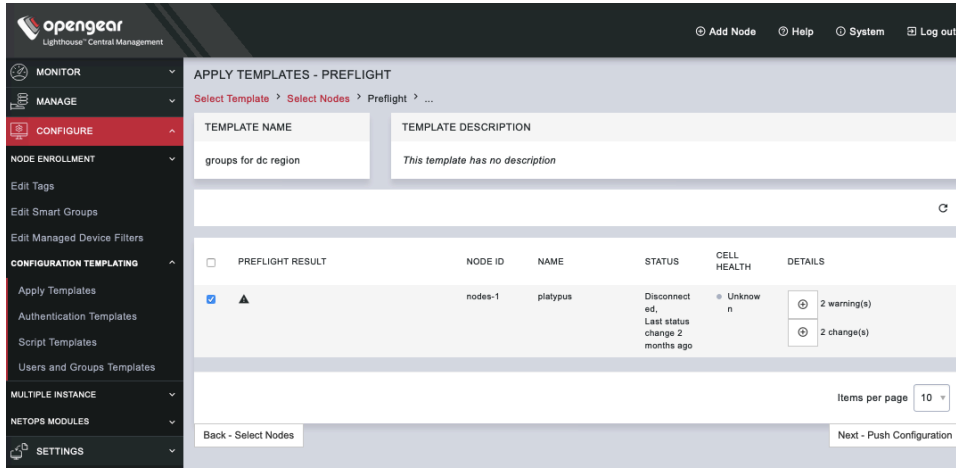 opengear
Lighthouse™ Central Management
Add Node
Help
System
Log out
MONITOR
MANAGE
CONFIGURE
NODE ENROLLMENT
Edit Tags
Edit Smart Groups
Edit Managed Device Filters
CONFIGURATION TEMPLATING
Apply Templates
Authentication Templates
Script Templates
Users and Groups Templates
MULTIPLE INSTANCE
NETOPS MODULES
SETTINGS
APPLY TEMPLATES - PREFLIGHT
Select Template > Select Nodes > Preflight > ...
TEMPLATE NAME
groups for dc region
TEMPLATE DESCRIPTION
This template has no description
PREFLIGHT RESULT
NODE ID
NAME
STATUS
CELL
HEALTH
DETAILS
nodes-1
platypus
Disconnect
ed,
Last status
change 2
months ago
Unknow
n
2 warning(s)
2 change(s)
Items per page 10
Back - Select Nodes
Next - Push Configuration